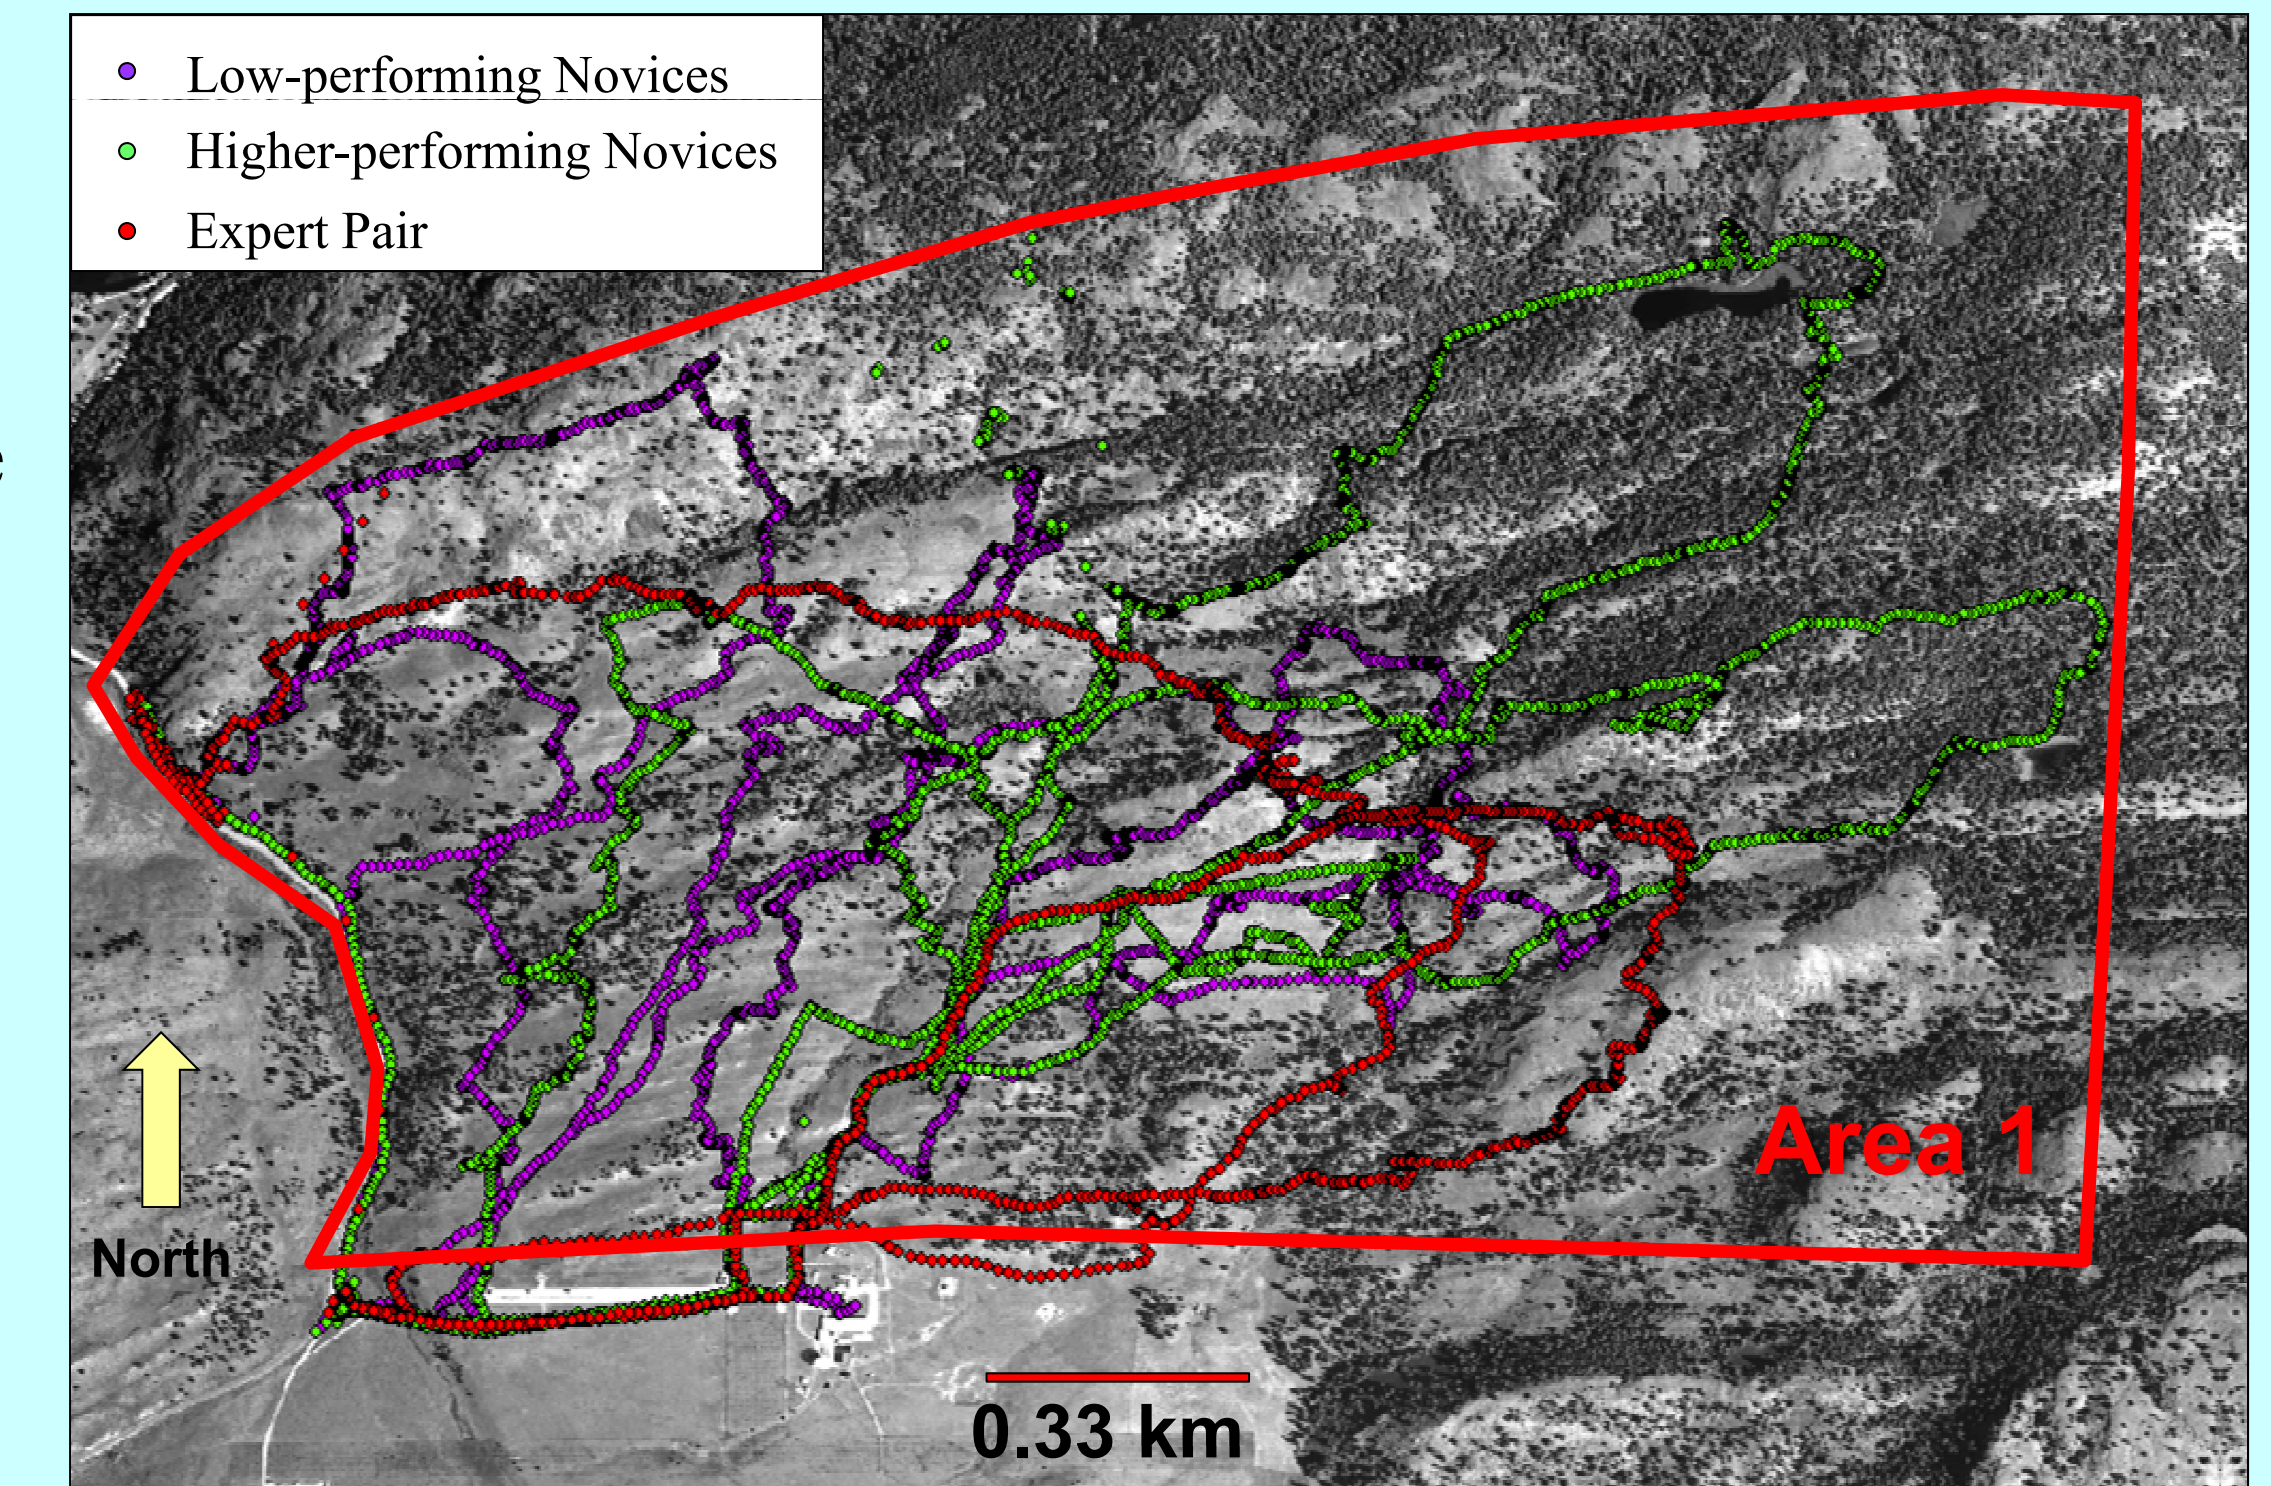 Low-performing Novices
Higher-performing Novices
Expert Pair
e
Area 1
North
0.33 km